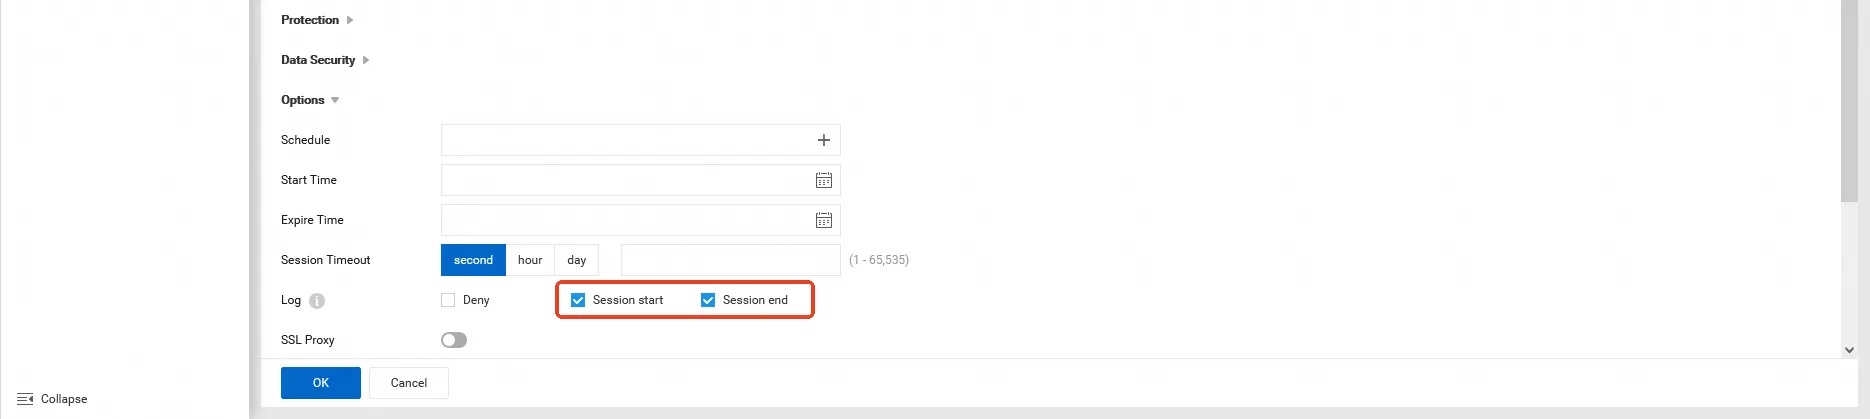 Protection
Data Security
Options
Schedule
Start Time
Expire Time
Session Timeout second hour day (1 - 65,535)
Log Deny Session start Session end
SSL Proxy
OK Cancel
Collapse